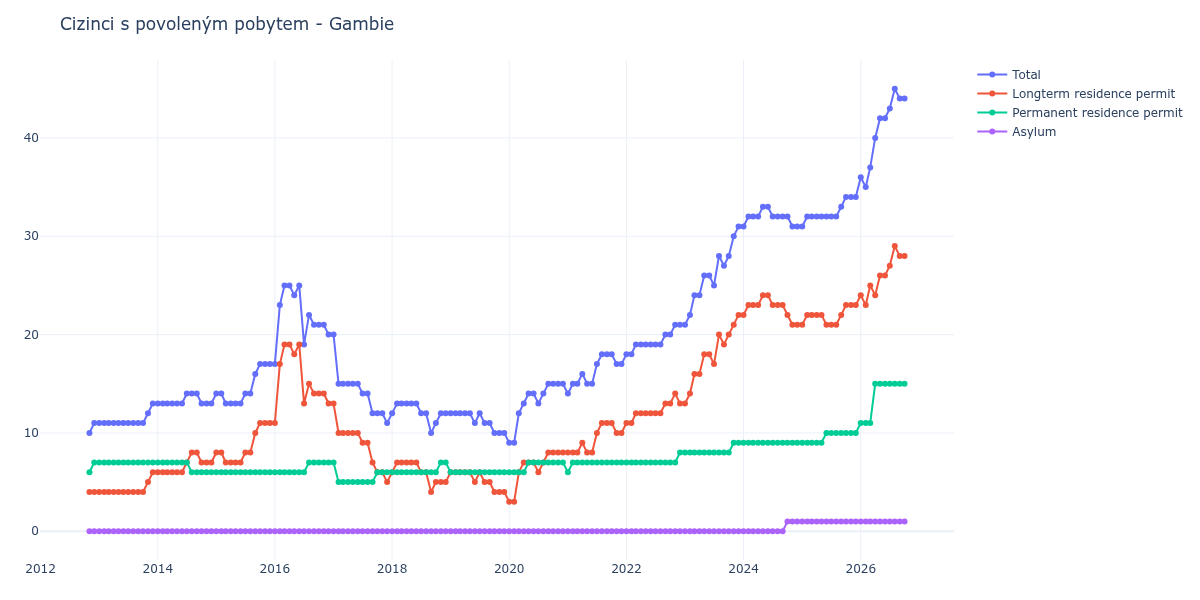 Cizinci s povoleným pobytem - Gambie
Total
Longterm residence permit
Permanent residence permit
Asylum
40
30
20
10
0
2012
2014
2016
2018
2020
2022
2024
2026